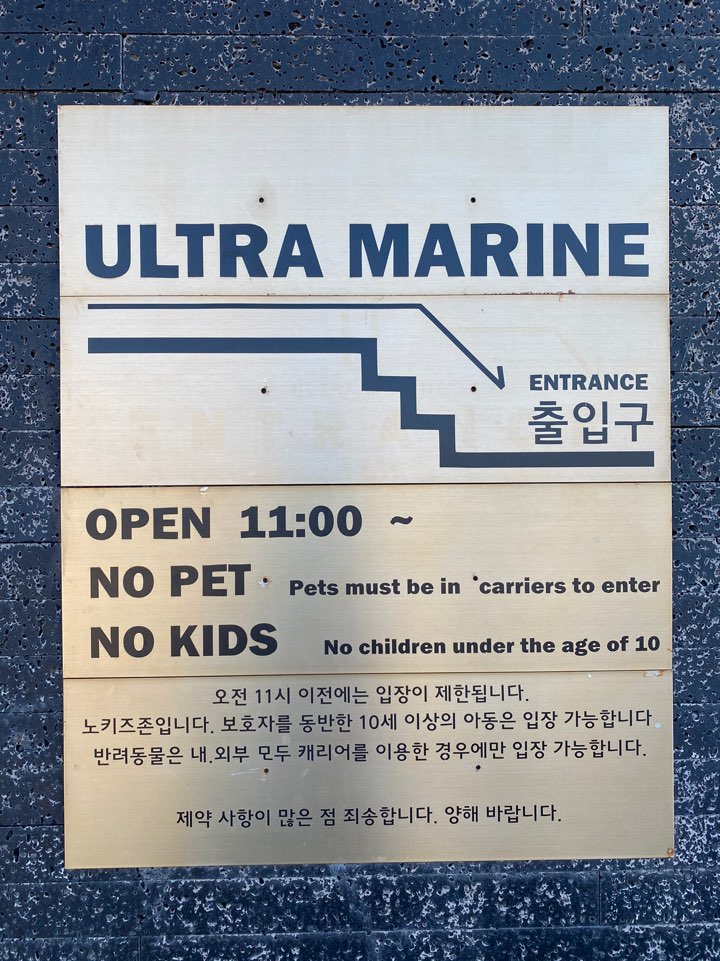 ULTRA MARINE
ENTRANCE
출입구
OPEN 11:00 ~
NO PET Pets must be in carriers to enter
NO KIDS No children under the age of 10
오전 11시 이전에는 입장이 제한됩니다.
노키즈존입니다. 보호자를 동반한 10세 이상의 아동은 입장 가능합니다.
반려동물은 내.외부 모두 캐리어를 이용한 경우에만 입장 가능합니다.
제약 사항이 많은 점 죄송합니다. 양해 바랍니다.